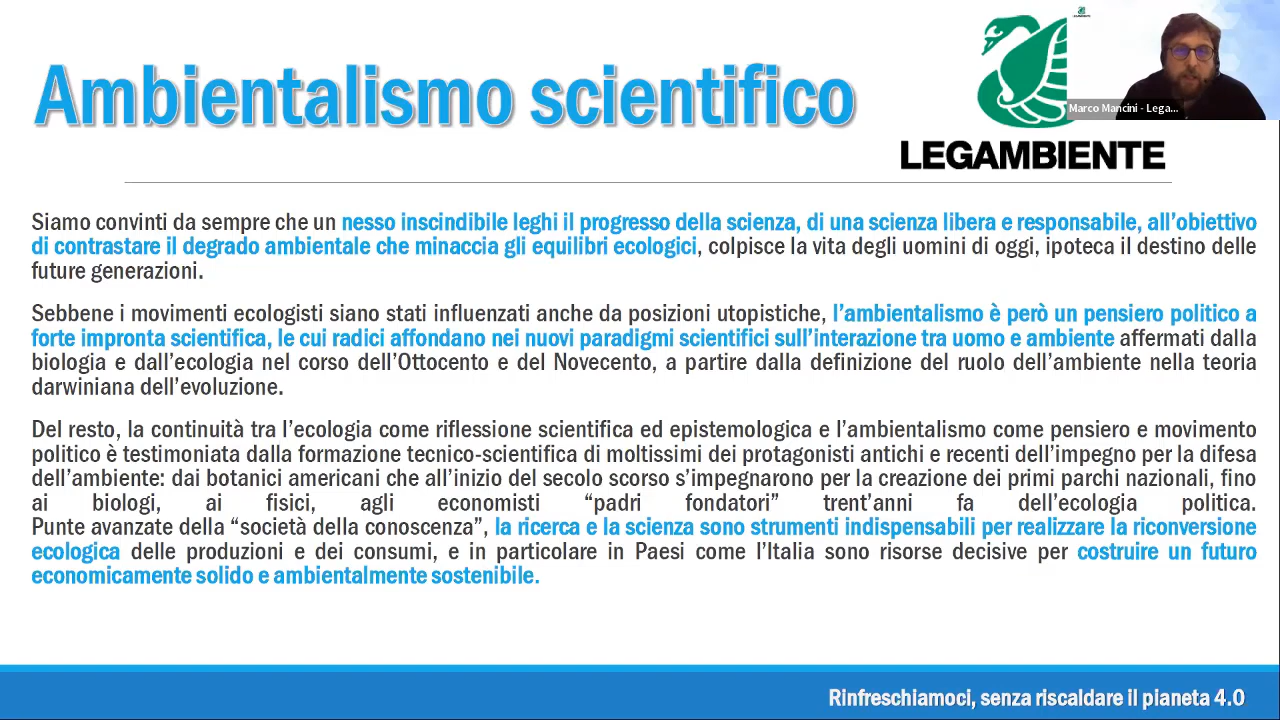 Ambientalismo scientifico
Marco Mancini - Lega...
LEGAMBIENTE
Siamo convinti da sempre che un nesso inscindibile leghi il progresso della scienza, di una scienza libera e responsabile, all'obiettivo
di contrastare il degrado ambientale che minaccia gli equilibri ecologici, colpisce la vita degli uomini di oggi, ipoteca il destino delle
future generazioni.
Sebbene i movimenti ecologisti siano stati influenzati anche da posizioni utopistiche, l'ambientalismo è però un pensiero politico a
forte impronta scientifica, le cui radici affondano nei nuovi paradigmi scientifici sull'interazione tra uomo e ambiente affermati dalla
biologia e dall'ecologia nel corso dell'Ottocento e del Novecento, a partire dalla definizione del ruolo dell'ambiente nella teoria
darwiniana dell'evoluzione.
Del resto, la continuità tra l'ecologia come riflessione scientifica ed epistemologica e l'ambientalismo come pensiero e movimento
politico è testimoniata dalla formazione tecnico-scientifica di moltissimi dei protagonisti antichi e recenti dell'impegno per la difesa
dell'ambiente: dai botanici americani che all'inizio del secolo scorso s'impegnarono per la creazione dei primi parchi nazionali, fino
ai biologi, ai fisici, agli economisti "padri fondatori" trent'anni fa dell'ecologia politica.
Punte avanzate della "società della conoscenza", la ricerca e la scienza sono strumenti indispensabili per realizzare la riconversione
ecologica delle produzioni e dei consumi, e in particolare in Paesi come l'Italia sono risorse decisive per costruire un futuro
economicamente solido e ambientalmente sostenibile.
Rinfreschiamoci, senza riscaldare il pianeta 4.0